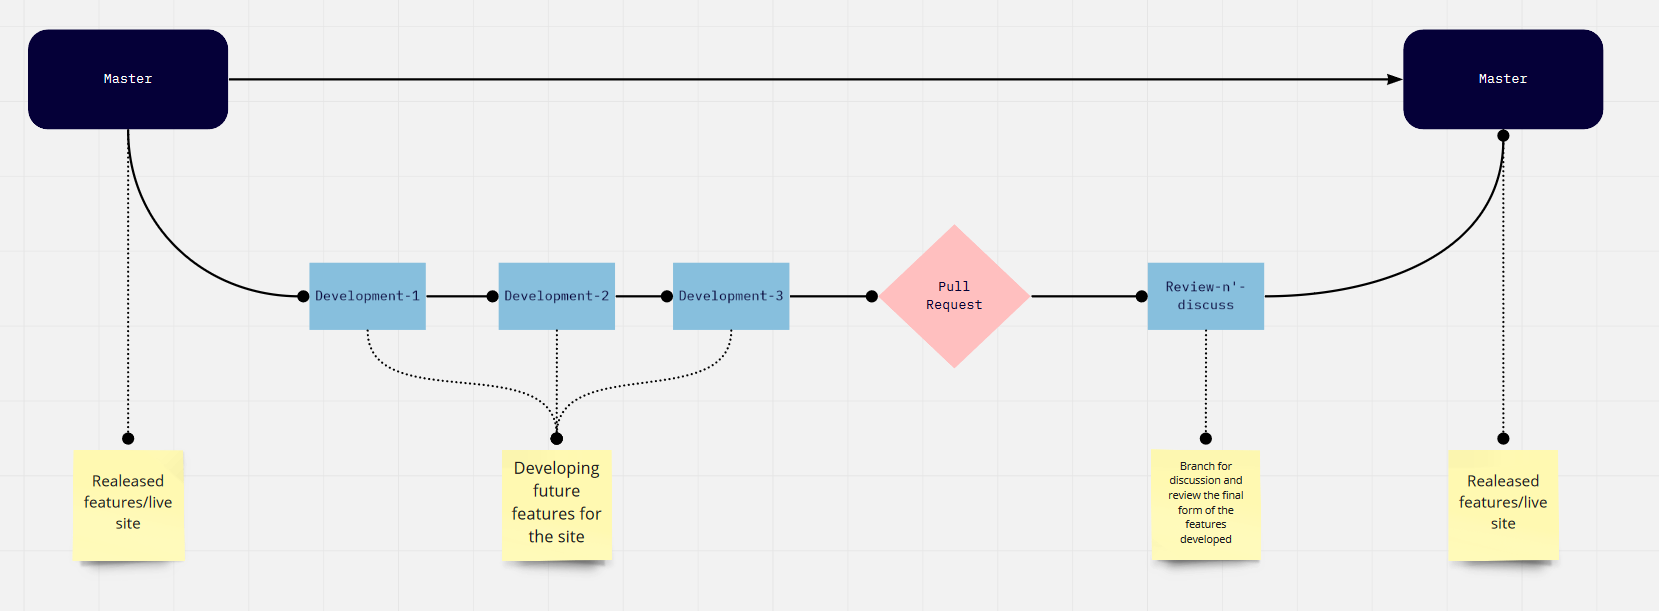 Master
Master
Development-1
Development-2
Development-3
Pull
Request
Review-n'-
discuss
Realeased
features/live
site
Developing
future
features for
the site
Branch for
discussion and
review the final
form of the
features
developed
Realeased
features/live
site